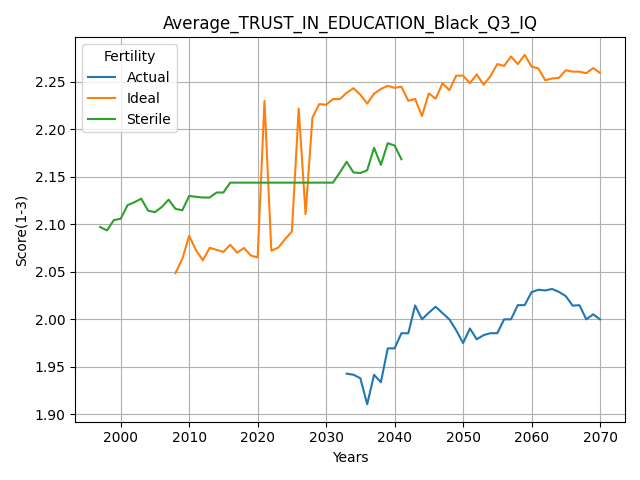 Average_TRUST_IN_EDUCATION_Black_Q3_IQ
Fertility
Actual
Ideal
Sterile
Score(1-3)
2.25
2.20
2.15
2.10
2.05
2.00
1.95
1.90
2000 2010 2020 2030 2040 2050 2060 2070
Years